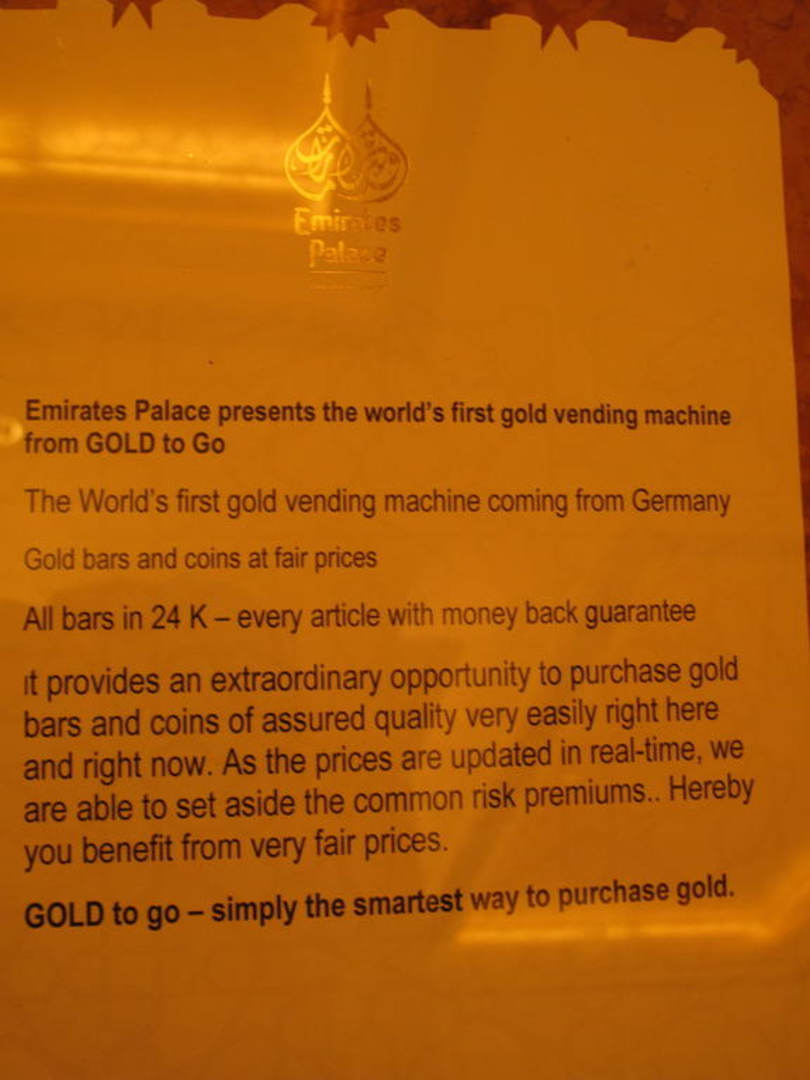 Emirates
Palace
Emirates Palace presents the world's first gold vending machine
from GOLD to Go
The World's first gold vending machine coming from Germany
Gold bars and coins at fair prices
All bars in 24 K – every article with money back guarantee
It provides an extraordinary opportunity to purchase gold
bars and coins of assured quality very easily right here
and right now. As the prices are updated in real-time, we
are able to set aside the common risk premiums.. Hereby
you benefit from very fair prices.
GOLD to go – simply the smartest way to purchase gold.